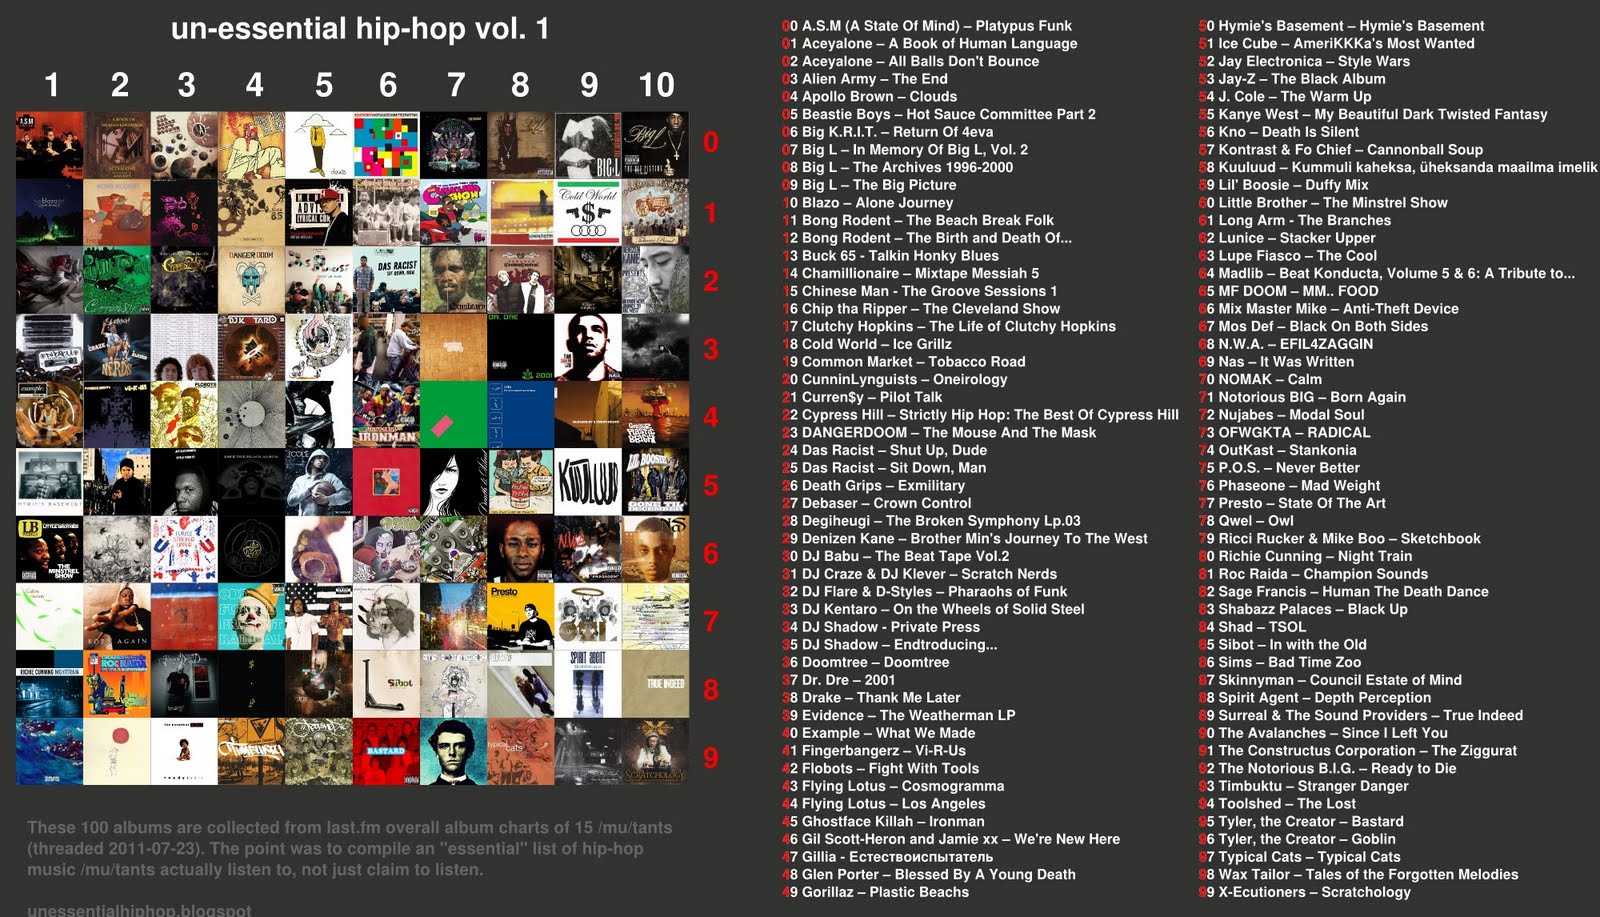 un-essential hip-hop vol. 1
1 2 3 4 5 6 7 8 9 10
0
1
2
3
4
5
6
7
8
9
These 100 albums are collected from last.fm overall album charts of 15 /mu/tants
(threaded 2011-07-23). The point was to compile an "essential" list of hip-hop
music /mu/tants actually listen to, not just claim to listen.
unessentialhiphop.blogspot
00 A.S.M (A State Of Mind) – Platypus Funk
01 Aceyalone – A Book of Human Language
02 Aceyalone – All Balls Don't Bounce
03 Alien Army – The End
04 Apollo Brown – Clouds
05 Beastie Boys – Hot Sauce Committee Part 2
06 Big K.R.I.T. – Return Of 4eva
07 Big L – In Memory Of Big L, Vol. 2
08 Big L – The Archives 1996-2000
09 Big L – The Big Picture
10 Blazo – Alone Journey
11 Bong Rodent – The Beach Break Folk
12 Bong Rodent – The Birth and Death Of...
13 Buck 65 - Talkin Honky Blues
14 Chamillionaire – Mixtape Messiah 5
15 Chinese Man - The Groove Sessions 1
16 Chip tha Ripper – The Cleveland Show
17 Clutchy Hopkins – The Life of Clutchy Hopkins
18 Cold World – Ice Grillz
19 Common Market – Tobacco Road
20 CunninLynguists – Oneirology
21 Curren$y – Pilot Talk
22 Cypress Hill – Strictly Hip Hop: The Best Of Cypress Hill
23 DANGERDOOM – The Mouse And The Mask
24 Das Racist – Shut Up, Dude
25 Das Racist – Sit Down, Man
26 Death Grips – Exmilitary
27 Debaser – Crown Control
28 Degiheugi – The Broken Symphony Lp.03
29 Denizen Kane – Brother Min's Journey To The West
30 DJ Babu – The Beat Tape Vol.2
31 DJ Craze & DJ Klever – Scratch Nerds
32 DJ Flare & D-Styles – Pharaohs of Funk
33 DJ Kentaro – On the Wheels of Solid Steel
34 DJ Shadow - Private Press
35 DJ Shadow – Endtroducing...
36 Doomtree – Doomtree
37 Dr. Dre – 2001
38 Drake – Thank Me Later
39 Evidence – The Weatherman LP
40 Example – What We Made
41 Fingerbangerz – Vi-R-Us
42 Flobots – Fight With Tools
43 Flying Lotus – Cosmogramma
44 Flying Lotus – Los Angeles
45 Ghostface Killah – Ironman
46 Gil Scott-Heron and Jamie xx – We're New Here
47 Gillia - Естествоиспытатель
48 Glen Porter – Blessed By A Young Death
49 Gorillaz – Plastic Beachs
50 Hymie's Basement – Hymie's Basement
51 Ice Cube – AmeriKKKa's Most Wanted
52 Jay Electronica – Style Wars
53 Jay-Z – The Black Album
54 J. Cole – The Warm Up
55 Kanye West – My Beautiful Dark Twisted Fantasy
56 Kno – Death Is Silent
57 Kontrast & Fo Chief – Cannonball Soup
58 Kuuluud – Kummuli kaheksa, üheksanda maailma imelik
59 Lil' Boosie – Duffy Mix
60 Little Brother – The Minstrel Show
61 Long Arm - The Branches
62 Lunice – Stacker Upper
63 Lupe Fiasco – The Cool
64 Madlib – Beat Konducta, Volume 5 & 6: A Tribute to...
65 MF DOOM – MM.. FOOD
66 Mix Master Mike – Anti-Theft Device
67 Mos Def – Black On Both Sides
68 N.W.A. – EFIL4ZAGGIN
69 Nas – It Was Written
70 NOMAK – Calm
71 Notorious BIG – Born Again
72 Nujabes – Modal Soul
73 OFWGKTA – RADICAL
74 OutKast – Stankonia
75 P.O.S. – Never Better
76 Phaseone – Mad Weight
77 Presto – State Of The Art
78 Qwel – Owl
79 Ricci Rucker & Mike Boo – Sketchbook
80 Richie Cunning – Night Train
81 Roc Raida – Champion Sounds
82 Sage Francis – Human The Death Dance
83 Shabazz Palaces – Black Up
84 Shad – TSOL
85 Sibot – In with the Old
86 Sims – Bad Time Zoo
87 Skinnyman – Council Estate of Mind
88 Spirit Agent – Depth Perception
89 Surreal & The Sound Providers – True Indeed
90 The Avalanches – Since I Left You
91 The Constructus Corporation – The Ziggurat
92 The Notorious B.I.G. – Ready to Die
93 Timbuktu – Stranger Danger
94 Toolshed – The Lost
95 Tyler, the Creator – Bastard
96 Tyler, the Creator – Goblin
97 Typical Cats – Typical Cats
98 Wax Tailor – Tales of the Forgotten Melodies
99 X-Ecutioners – Scratchology